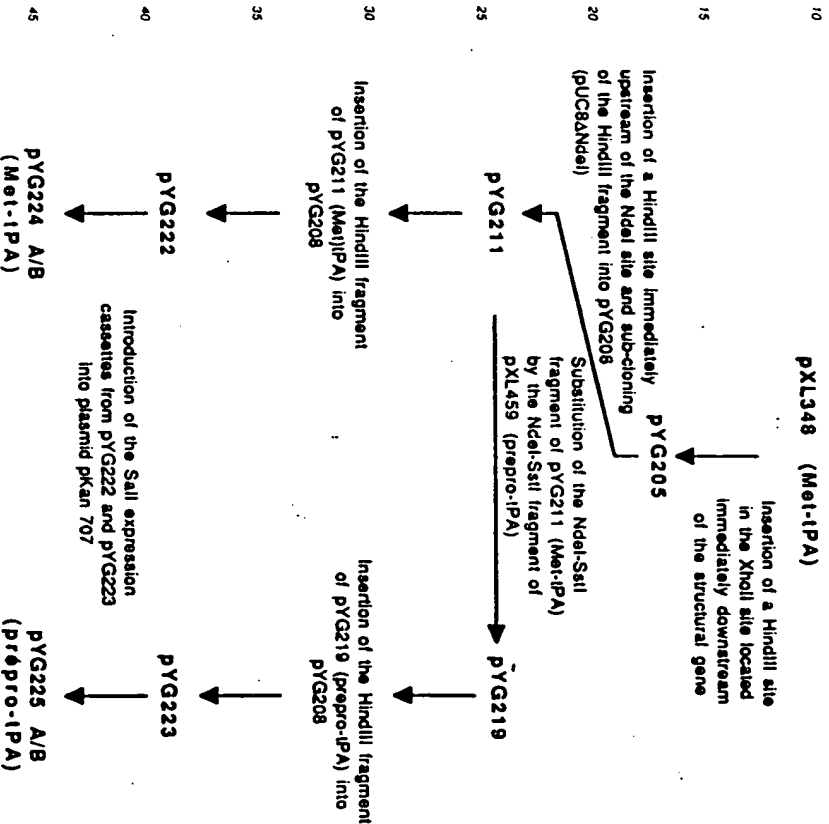 10
15
20
25
30
35
40
45
pXL348 (Met-tPA)
Insertion of a HindIII site
in the XhoII site located
immediately downstream
of the structural gene
pYG205
Insertion of a HindIII site immediately
upstream of the NdeI site and sub-cloning
of the HindIII fragment into pYG206
(pUC8ΔNdeI)
pYG211
Substitution of the NdeI-SstI
fragment of pYG211 (Met-tPA)
by the NdeI-SstI fragment of
pXL459 (prepro-tPA)
pYG219
Insertion of the HindIII fragment
of pYG211 (Met)tPA) into
pYG208
Insertion of the HindIII fragment
of pYG219 (prepro-tPA) into
pYG208
pYG222
pYG223
Introduction of the SalI expression
cassettes from pYG222 and pYG223
into plasmid pKan 707
pYG224 A/B
(Met-tPA)
pYG225 A/B
(prépro-tPA)